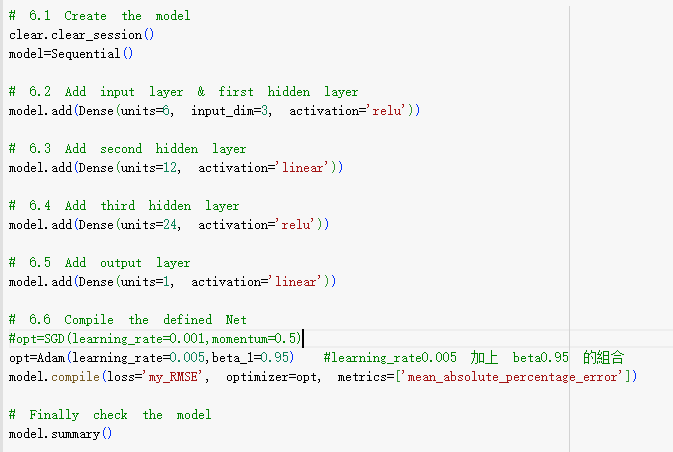 # 6.1 Create the model
clear.clear_session()
model=Sequential()
# 6.2 Add input layer & first hidden layer
model.add(Dense(units=6, input_dim=3, activation='relu'))
# 6.3 Add second hidden layer
model.add(Dense(units=12, activation='linear'))
# 6.4 Add third hidden layer
model.add(Dense(units=24, activation='relu'))
# 6.5 Add output layer
model.add(Dense(units=1, activation='linear'))
# 6.6 Compile the defined Net
#opt=SGD(learning_rate=0.001,momentum=0.5)
opt=Adam(learning_rate=0.005,beta_1=0.95) #learning_rate0.005 加上 beta0.95 的組合
model.compile(loss='my_RMSE', optimizer=opt, metrics=['mean_absolute_percentage_error'])
# Finally check the model
model.summary()